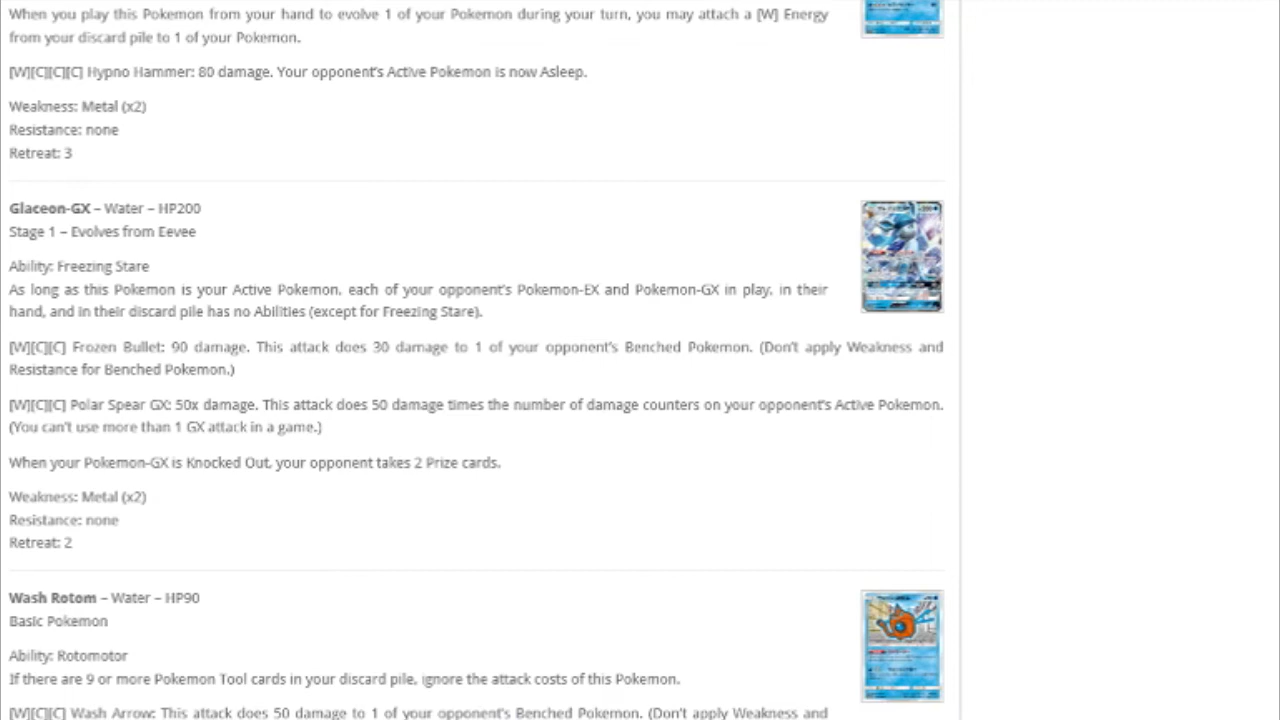 When you play this Pokemon from your hand to evolve 1 of your Pokemon during your turn, you may attach a [W] Energy
from your discard pile to 1 of your Pokemon.
[W][C][C][C] Hypno Hammer: 80 damage. Your opponent's Active Pokemon is now Asleep.
Weakness: Metal (x2)
Resistance: none
Retreat: 3
Glaceon-GX – Water – HP200
Stage 1 – Evolves from Eevee
Ability: Freezing Stare
As long as this Pokemon is your Active Pokemon, each of your opponent's Pokemon-EX and Pokemon-GX in play, in their
hand, and in their discard pile has no Abilities (except for Freezing Stare).
[W][C][C] Frozen Bullet: 90 damage. This attack does 30 damage to 1 of your opponent's Benched Pokemon. (Don't apply Weakness and
Resistance for Benched Pokemon.)
[W][C][C] Polar Spear GX: 50x damage. This attack does 50 damage times the number of damage counters on your opponent's Active Pokemon.
(You can't use more than 1 GX attack in a game.)
When your Pokemon-GX is Knocked Out, your opponent takes 2 Prize cards.
Weakness: Metal (x2)
Resistance: none
Retreat: 2
Wash Rotom – Water – HP90
Basic Pokemon
Ability: Rotomotor
If there are 9 or more Pokemon Tool cards in your discard pile, ignore the attack costs of this Pokemon.
[W][C][C] Wash Arrow: This attack does 50 damage to 1 of your opponent's Benched Pokemon. (Don't apply Weakness and